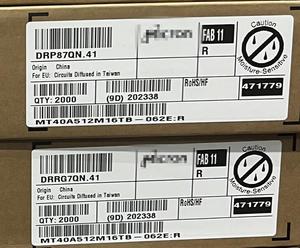 DRP87QN.41
FAB 11
R
Caution
Moisture-Sensitive
Origin China
For EU: Circuits Diffused in Taiwan
RoHS/HF
471779
QTY: 2000
(9D) 202338
MT40A512M16TB-062E:R
DRRG7QN.41
FAB 11
R
Caution
Moisture-Sensitive
Origin China
For EU: Circuits Diffused in Taiwan
RoHS/HF
471779
QTY: 2000
(9D) 202338
MT40A512M16TB-062E:R